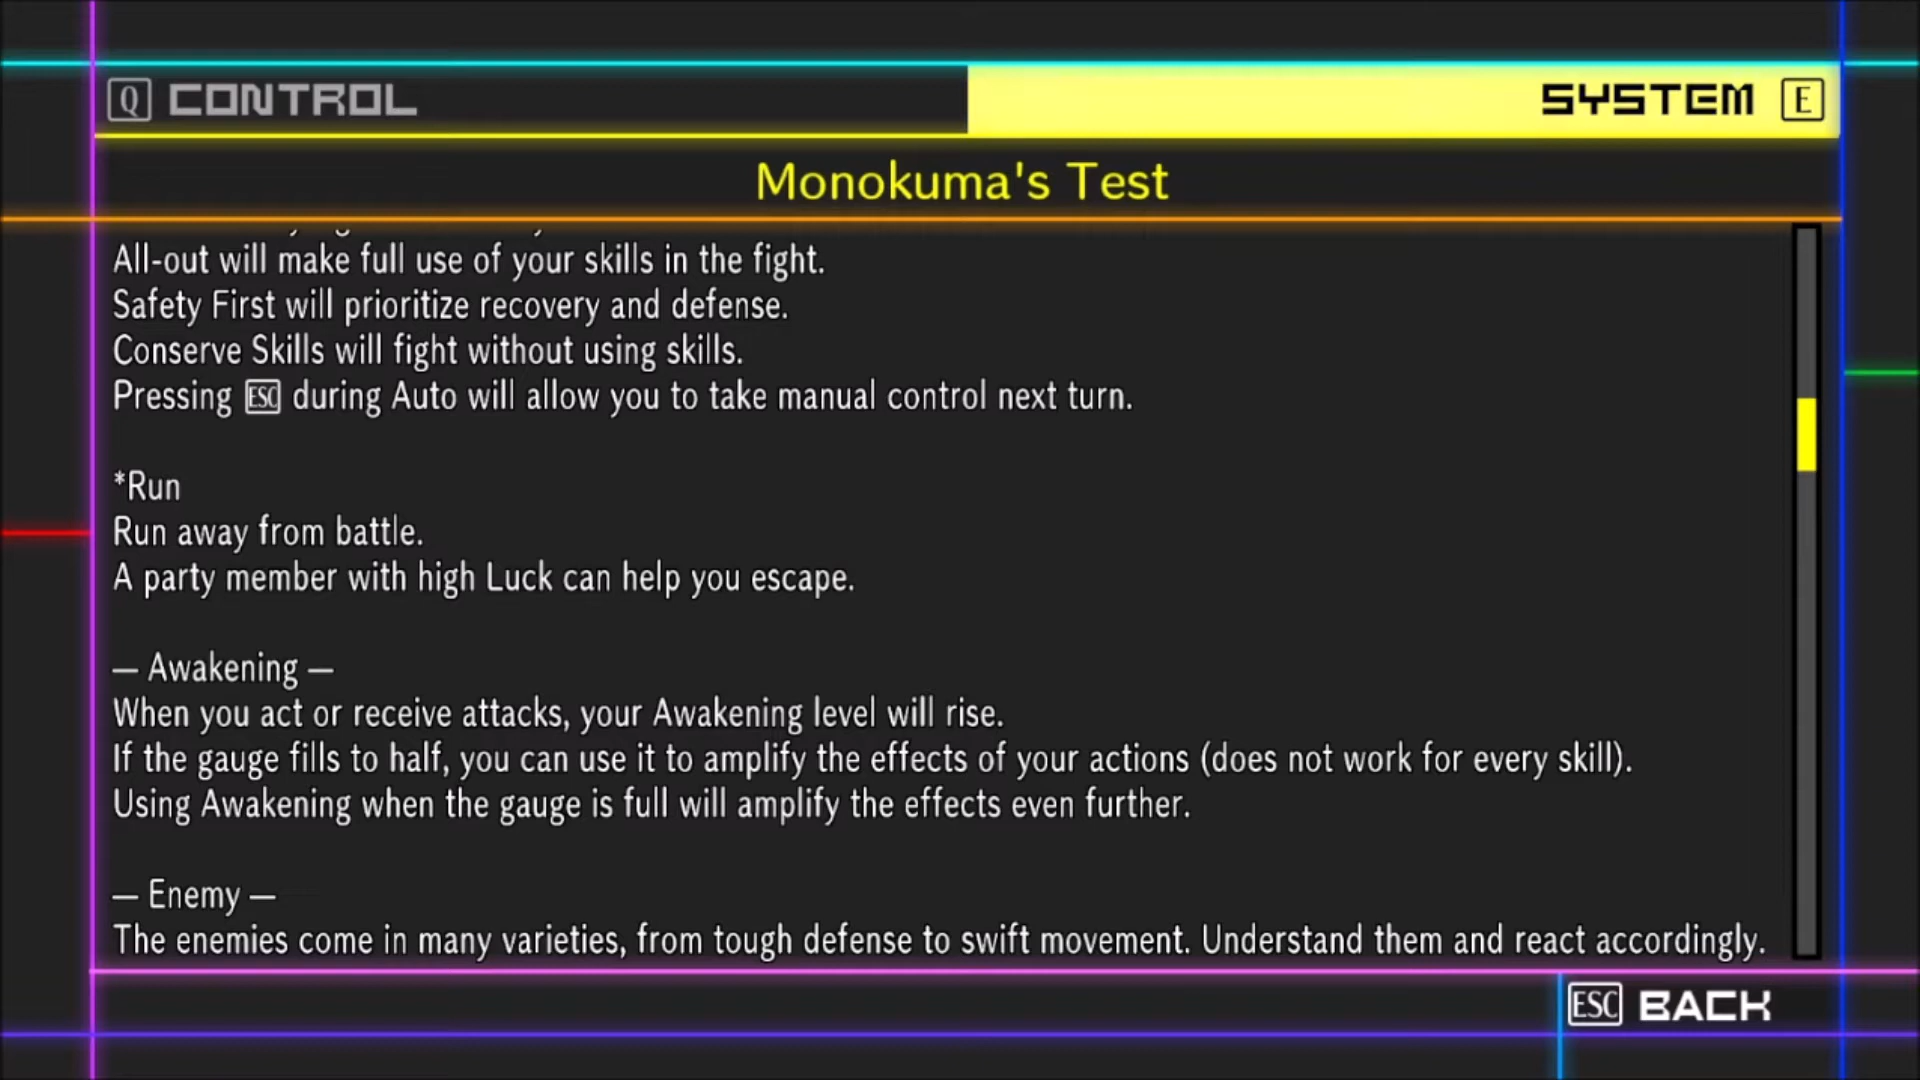 Q CONTROL
SYSTEM E
Monokuma's Test
All-out will make full use of your skills in the fight.
Safety First will prioritize recovery and defense.
Conserve Skills will fight without using skills.
Pressing ESC during Auto will allow you to take manual control next turn.
*Run
Run away from battle.
A party member with high Luck can help you escape.
— Awakening —
When you act or receive attacks, your Awakening level will rise.
If the gauge fills to half, you can use it to amplify the effects of your actions (does not work for every skill).
Using Awakening when the gauge is full will amplify the effects even further.
— Enemy —
The enemies come in many varieties, from tough defense to swift movement. Understand them and react accordingly.
ESC BACK